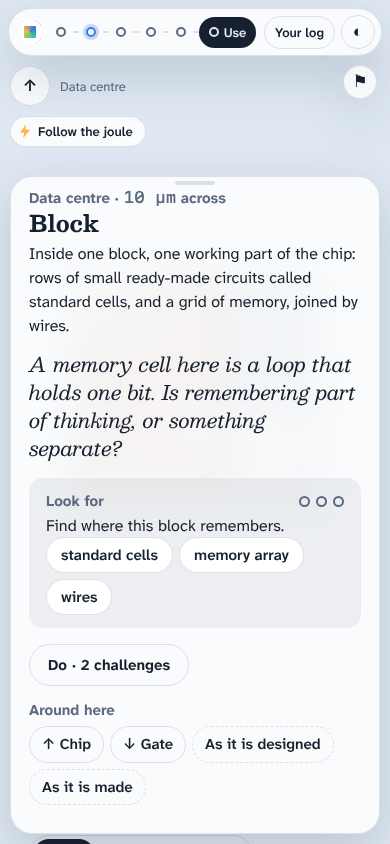 Use
Your log
Data centre
Follow the joule
Data centre · 10 µm across
Block
Inside one block, one working part of the chip:
rows of small ready-made circuits called
standard cells, and a grid of memory, joined by
wires.
A memory cell here is a loop that
holds one bit. Is remembering part
of thinking, or something
separate?
Look for
Find where this block remembers.
standard cells
memory array
wires
Do · 2 challenges
Around here
↑ Chip
↓ Gate
As it is designed
As it is made